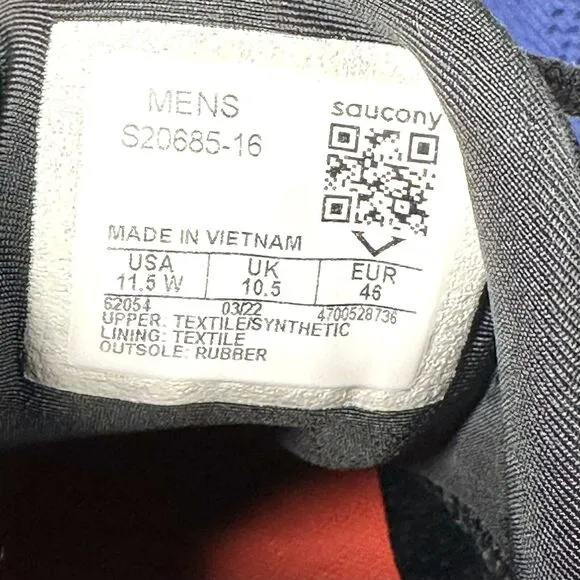 MENS
S20685-16
saucony
MADE IN VIETNAM
USA UK EUR
11.5 W 10.5 46
62054 03/22 4700528736
UPPER: TEXTILE/SYNTHETIC
LINING: TEXTILE
OUTSOLE: RUBBER